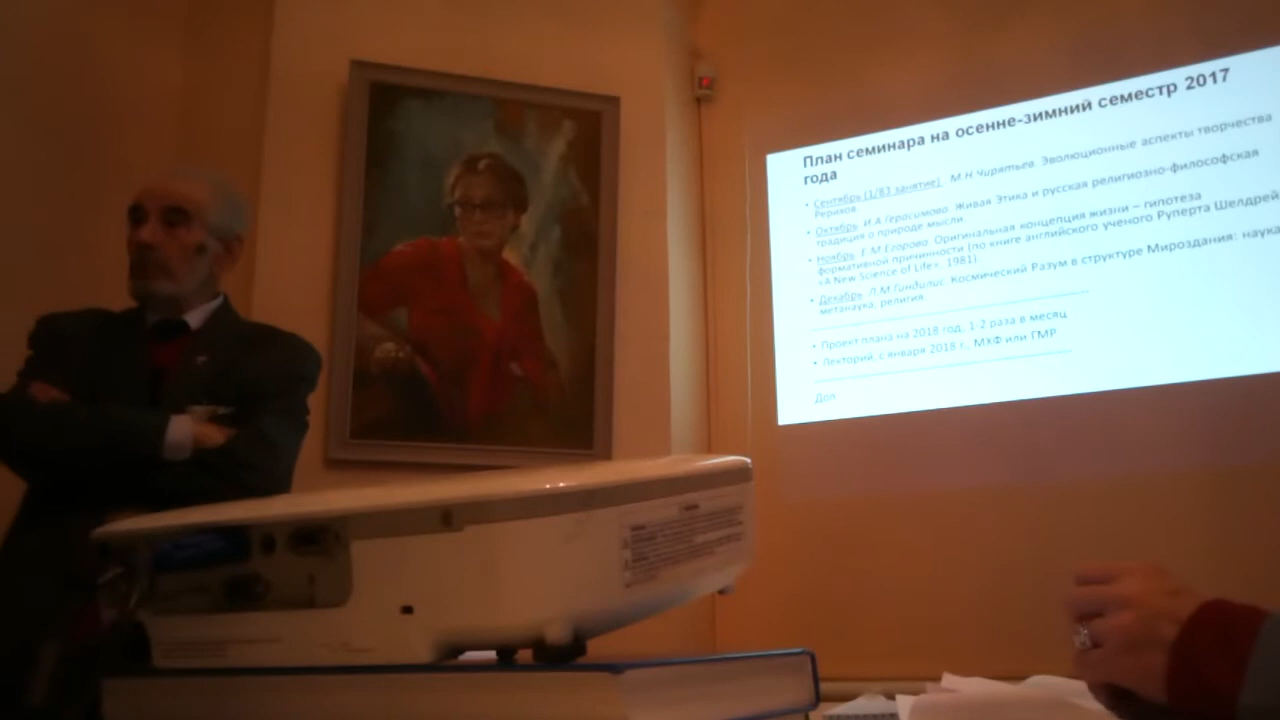 План семинара на осенне-зимний семестр 2017
года
• Сентябрь (1/83 занятие). М.Н.Чирятьев. Эволюционные аспекты творчества
Рерихов.
• Октябрь. И.А.Герасимова. Живая Этика и русская религиозно-философская
традиция о природе мысли.
• Ноябрь. Е.М.Егорова. Оригинальная концепция жизни – гипотеза
формативной причинности (по книге английского ученого Руперта Шелдрей
«A New Science of Life», 1981).
• Декабрь. Л.М.Гиндилис. Космический Разум в структуре Мироздания: наука
метанаука, религия.
• Проект плана на 2018 год, 1-2 раза в месяц
• Лекторий: с января 2018 г., МХФ или ГМР
Доп